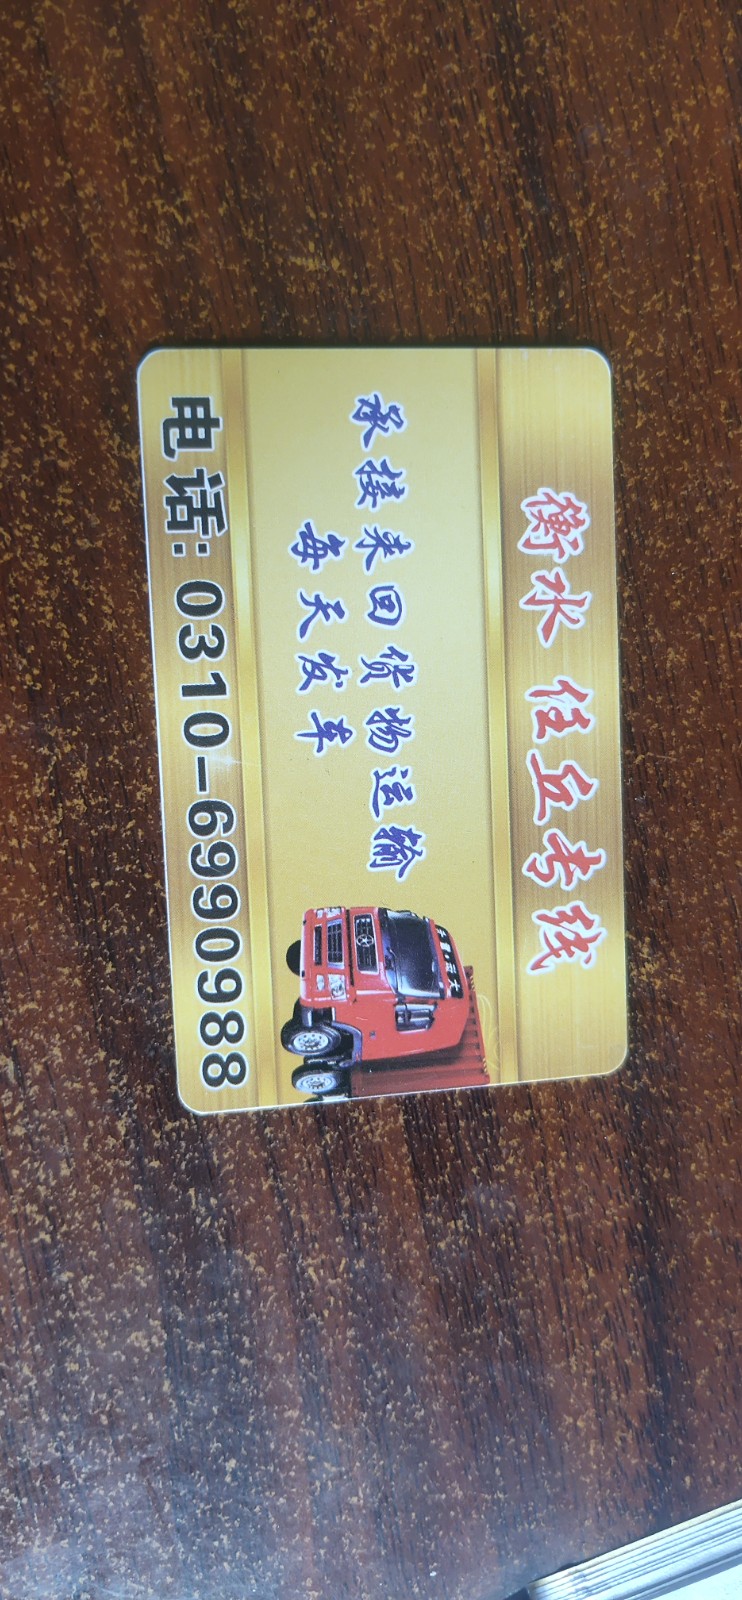 衡水 任丘专线
承接来回货物运输
每天发车
电话: 0310-6990988